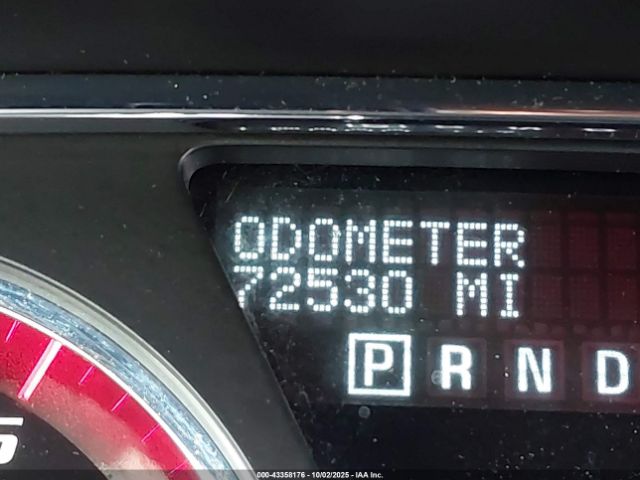 ODOMETER
72530 MI
P R N D
000-43358176 - 10/02/2025 - IAA Inc.